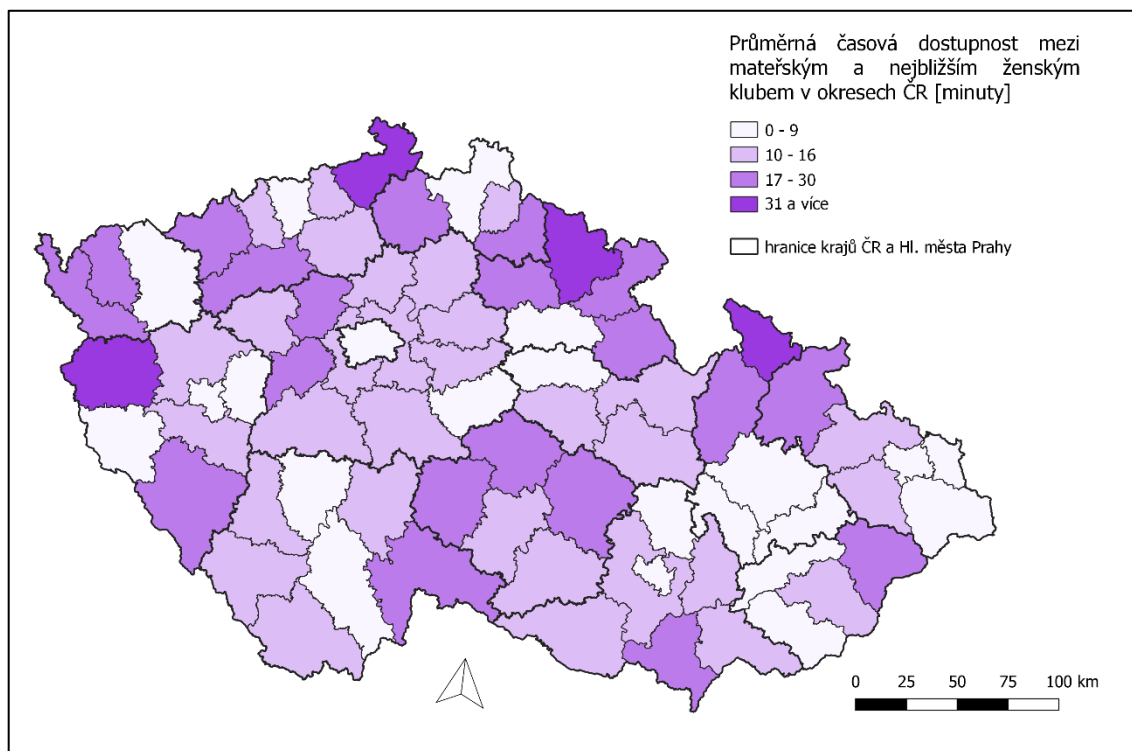 Průměrná časová dostupnost mezi
mateřským a nejbližším ženským
klubem v okresech ČR [minuty]
0 - 9
10 - 16
17 - 30
31 a více
hranice krajů ČR a Hl. města Prahy
0 25 50 75 100 km